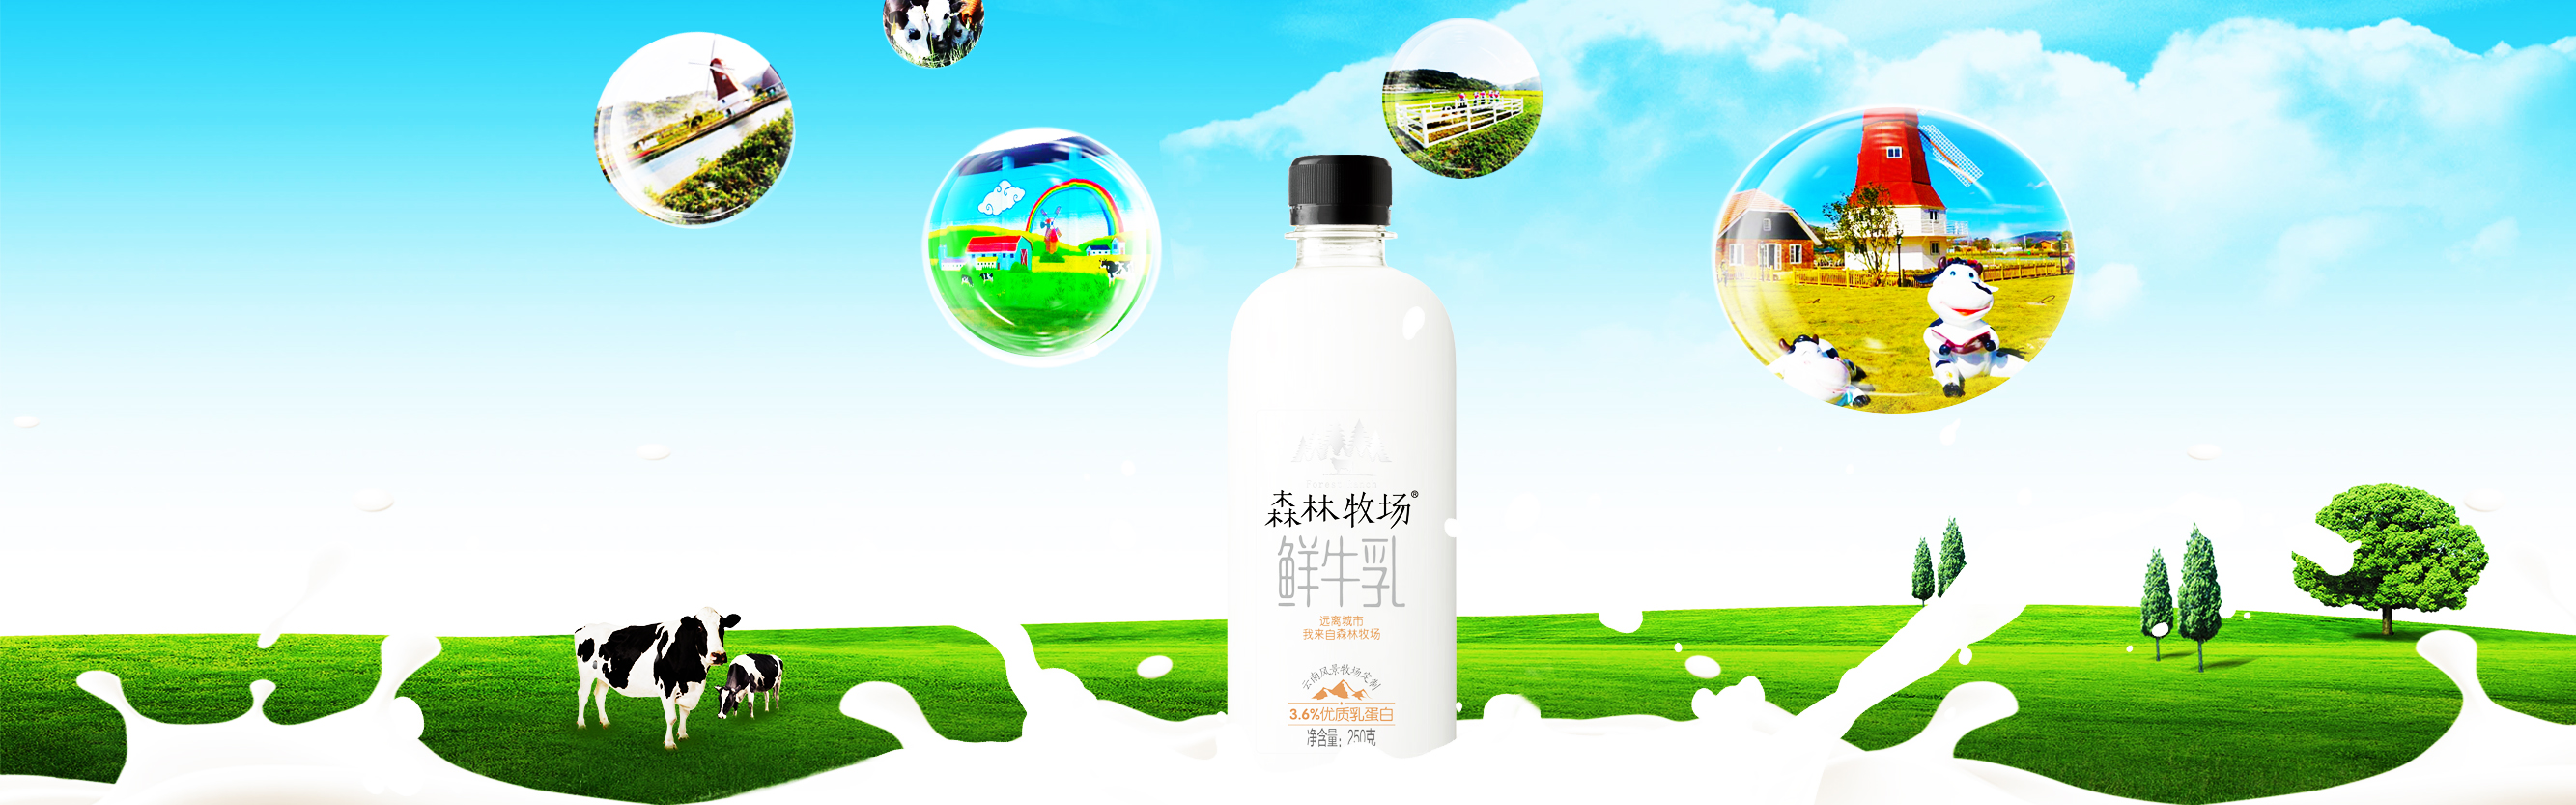 森林牧场®
鲜牛乳
远离城市
我来自森林牧场
云南风景牧场定制
3.6%优质乳蛋白
净含量：250克